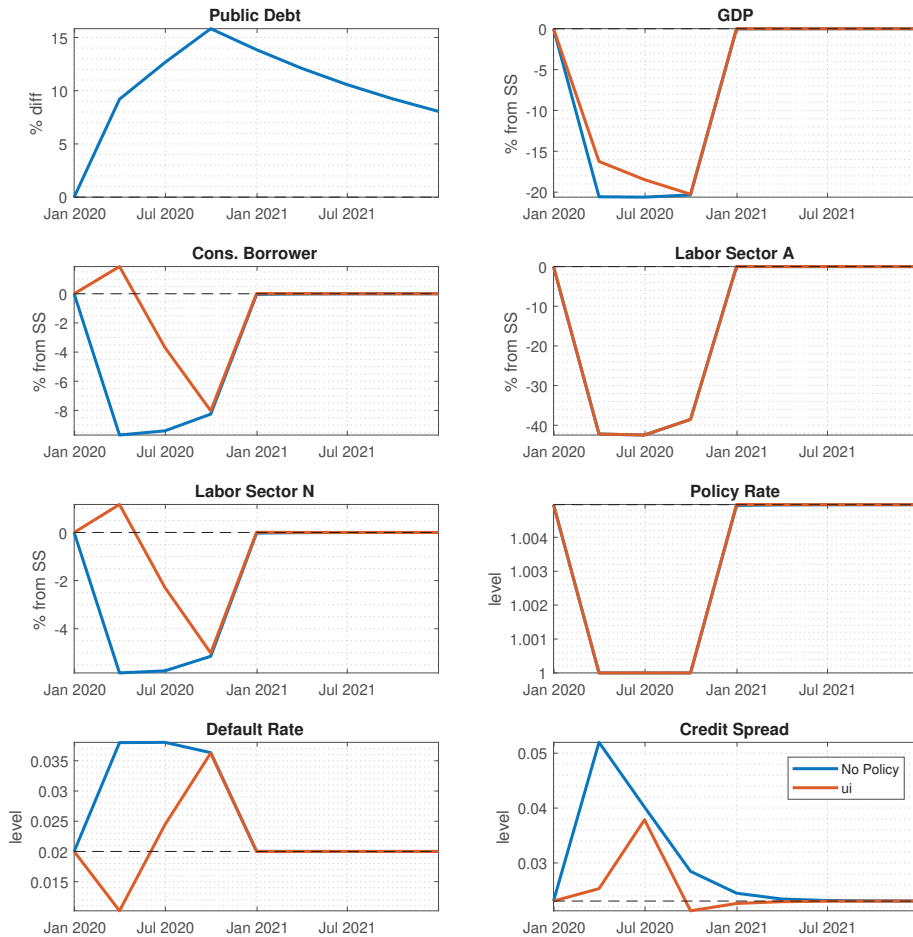 Public Debt
% diff
15
10
5
0
Jan 2020 Jul 2020 Jan 2021 Jul 2021
GDP
% from SS
0
-5
-10
-15
-20
Jan 2020 Jul 2020 Jan 2021 Jul 2021
Cons. Borrower
% from SS
0
-2
-4
-6
-8
Jan 2020 Jul 2020 Jan 2021 Jul 2021
Labor Sector A
% from SS
0
-10
-20
-30
-40
Jan 2020 Jul 2020 Jan 2021 Jul 2021
Labor Sector N
% from SS
0
-2
-4
Jan 2020 Jul 2020 Jan 2021 Jul 2021
Policy Rate
level
1.004
1.003
1.002
1.001
1
Jan 2020 Jul 2020 Jan 2021 Jul 2021
Default Rate
level
0.035
0.03
0.025
0.02
0.015
Jan 2020 Jul 2020 Jan 2021 Jul 2021
Credit Spread
level
0.05
0.04
0.03
Jan 2020 Jul 2020 Jan 2021 Jul 2021
No Policy
ui